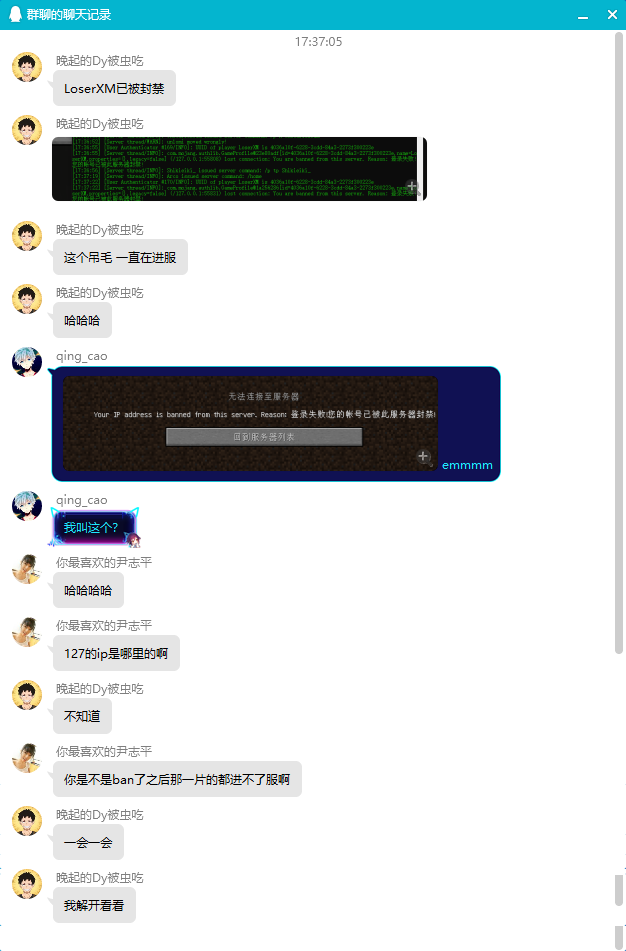 群聊的聊天记录
17:37:05
晚起的Dy被虫吃
LoserXM已被封禁
晚起的Dy被虫吃
晚起的Dy被虫吃
这个吊毛 一直在进服
晚起的Dy被虫吃
哈哈哈
qing_cao
无法连接至服务器
Your IP address is banned from this server. Reason: 登录失败!您的帐号已被此服务器封禁!
回到服务器列表
emmmm
qing_cao
我叫这个?
你最喜欢的尹志平
哈哈哈哈
你最喜欢的尹志平
127的ip是哪里的啊
晚起的Dy被虫吃
不知道
你最喜欢的尹志平
你是不是ban了之后那一片的都进不了服啊
晚起的Dy被虫吃
一会一会
晚起的Dy被虫吃
我解开看看